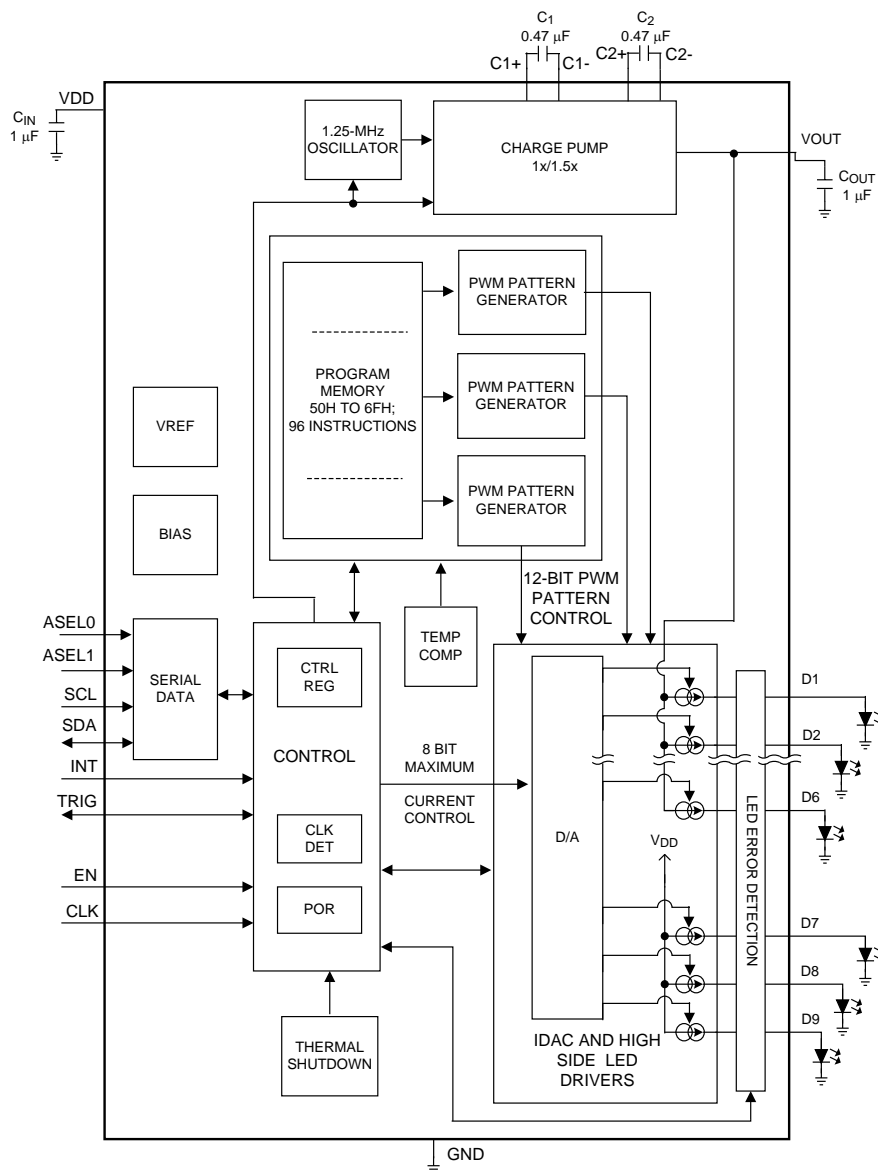 C1
0.47 μF
C2
0.47 μF
C1+
C1-
C2+
C2-
VDD
CIN
1 μF
1.25-MHz
OSCILLATOR
CHARGE PUMP
1x/1.5x
VOUT
COUT
1 μF
PROGRAM
MEMORY
50H TO 6FH;
96 INSTRUCTIONS
PWM PATTERN
GENERATOR
PWM PATTERN
GENERATOR
PWM PATTERN
GENERATOR
VREF
BIAS
12-BIT PWM
PATTERN
CONTROL
TEMP
COMP
ASEL0
ASEL1
SCL
SDA
INT
TRIG
EN
CLK
SERIAL
DATA
CTRL
REG
CONTROL
CLK
DET
POR
8 BIT
MAXIMUM
CURRENT
CONTROL
D/A
VDD
IDAC AND HIGH
SIDE LED
DRIVERS
LED ERROR DETECTION
D1
D2
D6
D7
D8
D9
THERMAL
SHUTDOWN
GND